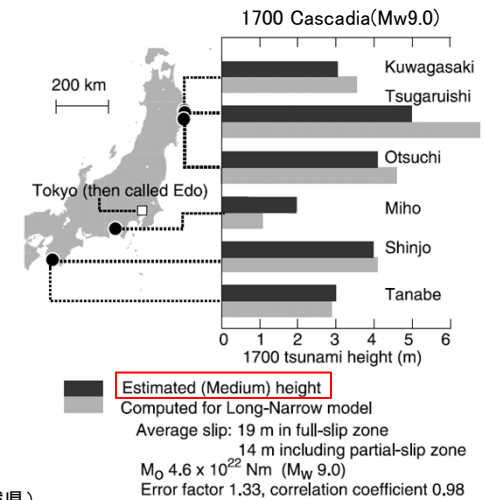 1700 Cascadia(Mw9.0)
200 km
Kuwagasaki
Tsugaruishi
Otsuchi
Tokyo (then called Edo)
Miho
Shinjo
Tanabe
0 1 2 3 4 5 6
1700 tsunami height (m)
Estimated (Medium) height
Computed for Long-Narrow model
Average slip: 19 m in full-slip zone
14 m including partial-slip zone
Mo 4.6 x 10²² Nm (Mw 9.0)
Error factor 1.33, correlation coefficient 0.98
県）